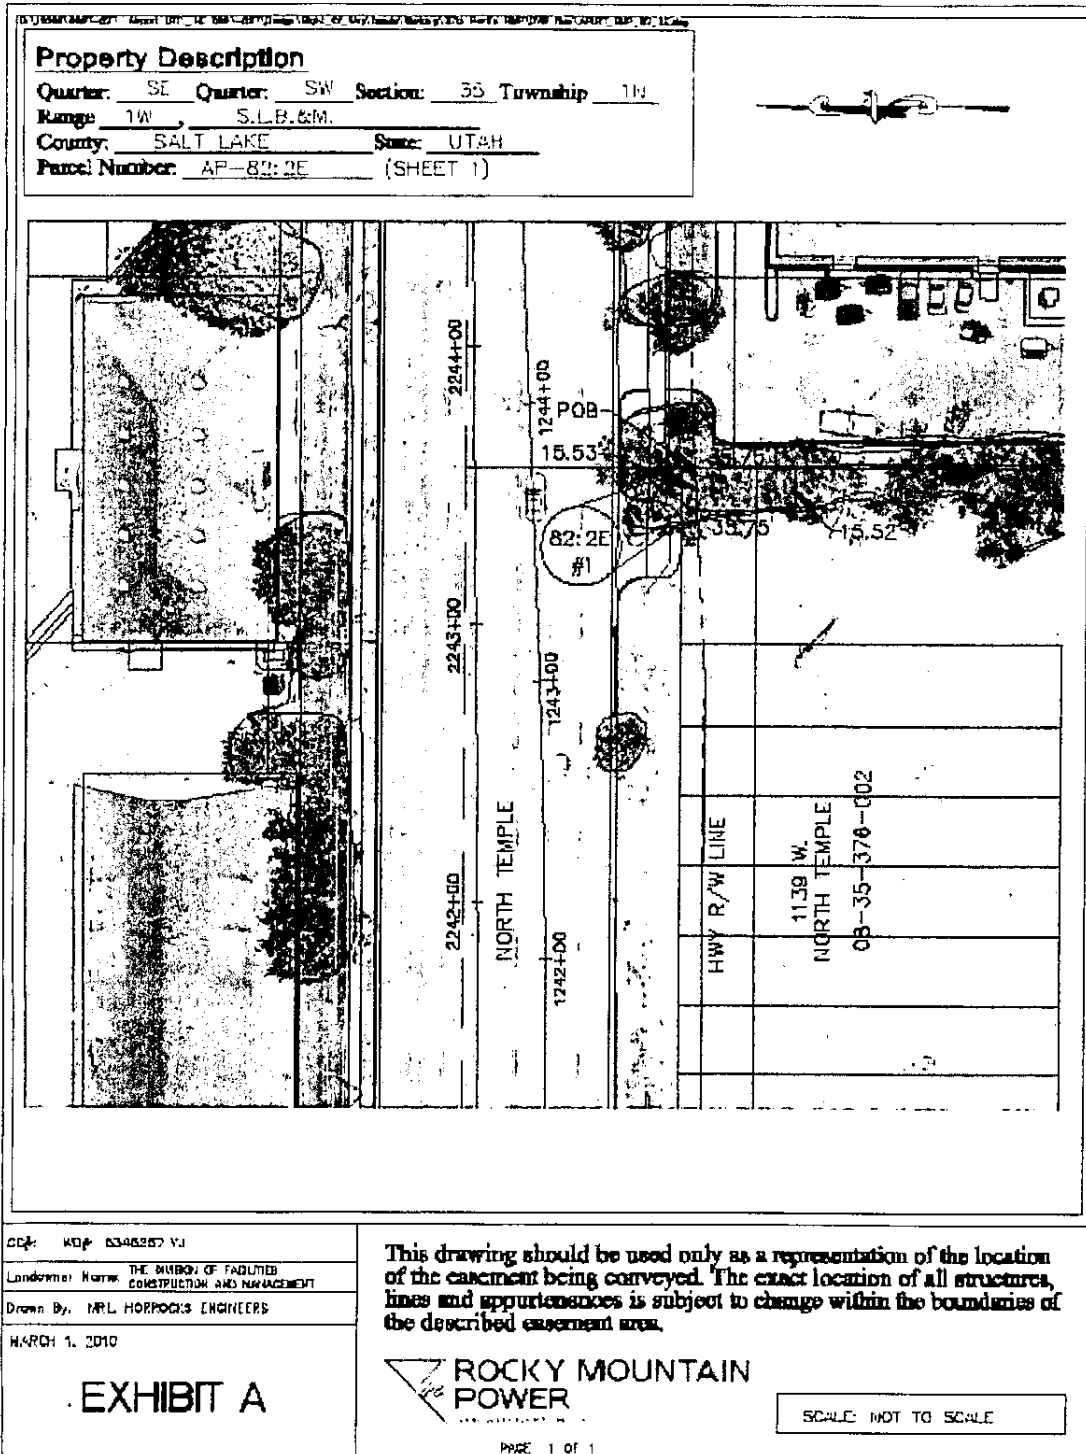 Property Description
Quarter: SE Quarter: SW Section: 35 Township 1N
Range 1W , S.L.B.&M.
County: SALT LAKE State: UTAH
Parcel Number: AP-82:2E (SHEET 1)
2244+00
1244+00
POB
15.53
82:2E
#1
35.75
15.52
2243+00
1243+00
2242+00
NORTH TEMPLE
1242+00
HWY R/W LINE
1139 W.
NORTH TEMPLE
08-35-378-002
CC#: WO#:
Landowner Name: THE DIVISION OF FACILITIES
CONSTRUCTION AND MANAGEMENT
Drawn By: MRL HORROCKS ENGINEERS
MARCH 1, 2010
EXHIBIT A
This drawing should be used only as a representation of the location
of the easement being conveyed. The exact location of all structures,
lines and appurtenances is subject to change within the boundaries of
the described easement area.
ROCKY MOUNTAIN
POWER
SCALE: NOT TO SCALE
PAGE 1 OF 1